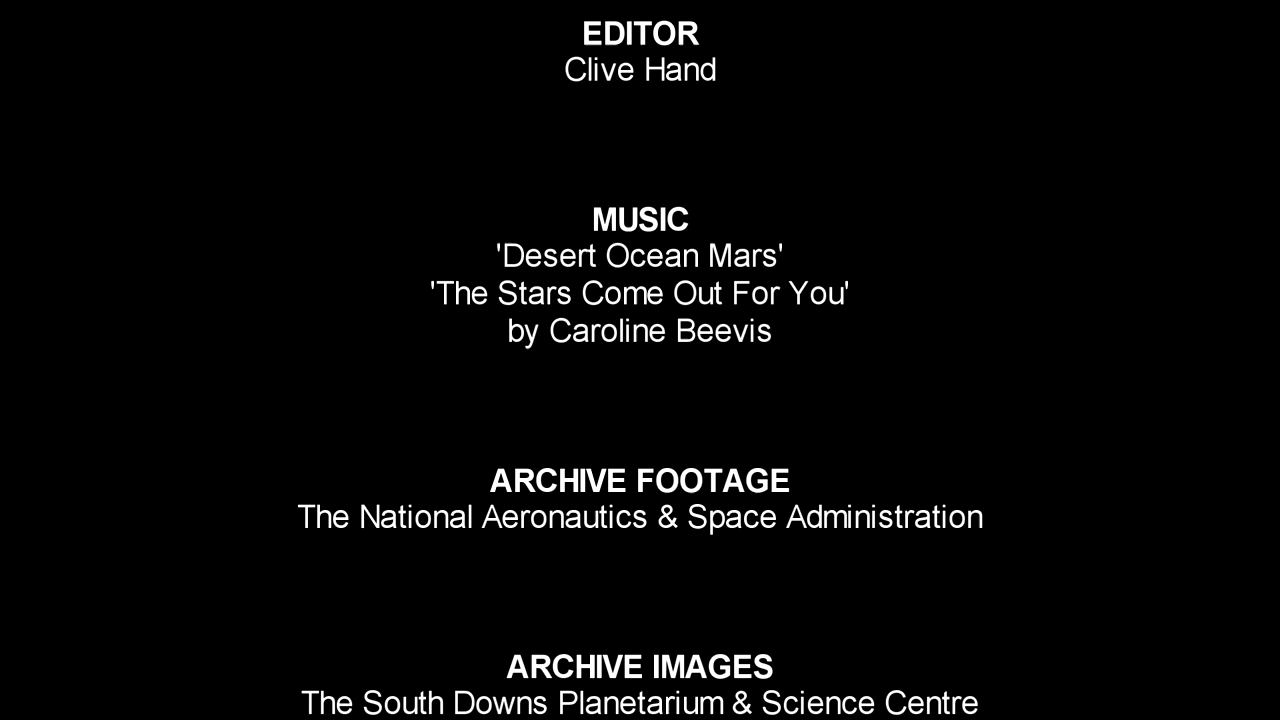 EDITOR
Clive Hand
MUSIC
'Desert Ocean Mars'
'The Stars Come Out For You'
by Caroline Beevis
ARCHIVE FOOTAGE
The National Aeronautics & Space Administration
ARCHIVE IMAGES
The South Downs Planetarium & Science Centre